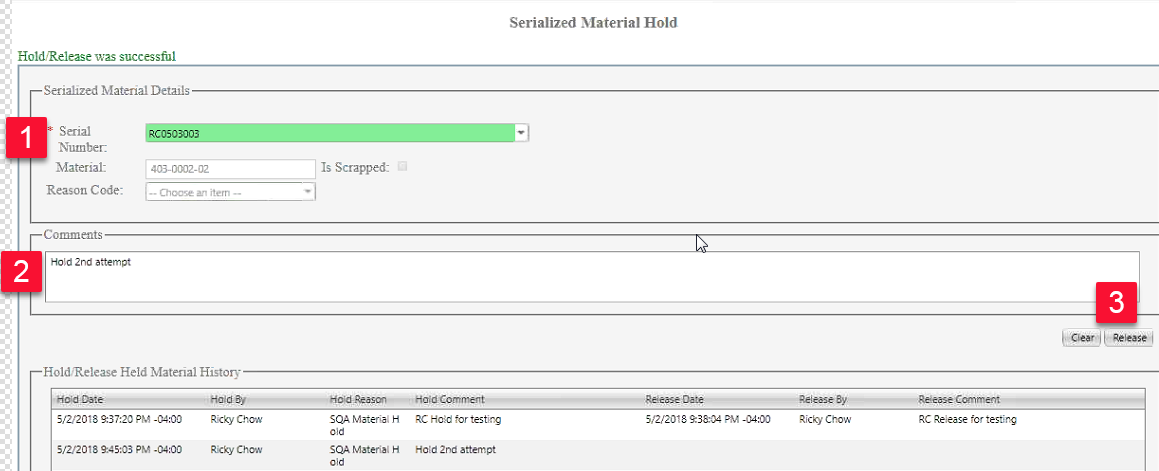 Serialized Material Hold
Hold/Release was successful
Serialized Material Details
1
* Serial
Number:
RC0503003
Material:
403-0002-02
Is Scrapped:
Reason Code:
-- Choose an item --
Comments
2
Hold 2nd attempt
3
Clear
Release
Hold/Release Held Material History
Hold Date Hold By Hold Reason Hold Comment Release Date Release By Release Comment
5/2/2018 9:37:20 PM -04:00 Ricky Chow SQA Material H RC Hold for testing 5/2/2018 9:38:04 PM -04:00 Ricky Chow RC Release for testing
old
5/2/2018 9:45:03 PM -04:00 Ricky Chow SQA Material H Hold 2nd attempt
old